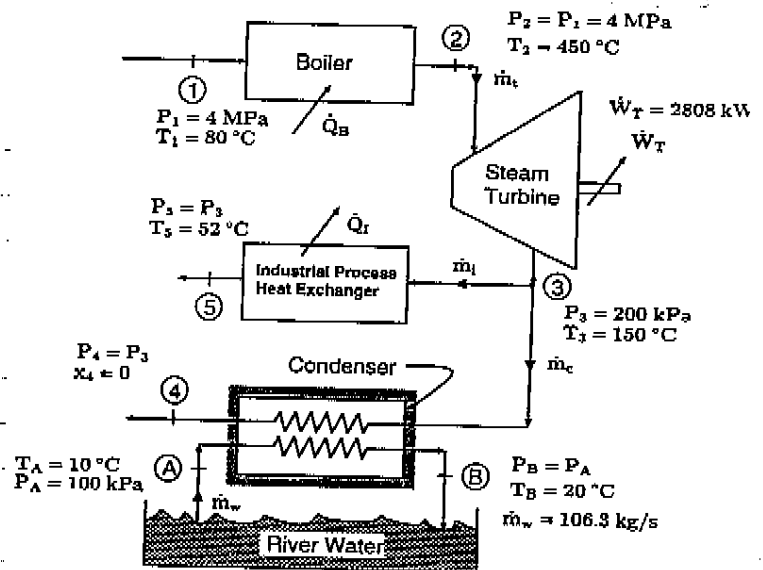 P₂ = P₁ = 4 MPa
T₂ = 450 °C
②
Boiler
ṁₜ
①
P₁ = 4 MPa
T₁ = 80 °C
Q̇_B
Ẇ_T = 2808 kW
Ẇ_T
Steam
Turbine
P₅ = P₃
T₅ = 52 °C
Q̇_I
Industrial Process
Heat Exchanger
ṁᵢ
③
⑤
P₃ = 200 kPa
T₃ = 150 °C
P₄ = P₃
x₄ = 0
Condenser
ṁ_c
④
T_A = 10 °C
P_A = 100 kPa
Ⓐ
Ⓑ
P_B = P_A
T_B = 20 °C
ṁ_w = 106.3 kg/s
ṁ_w
River Water